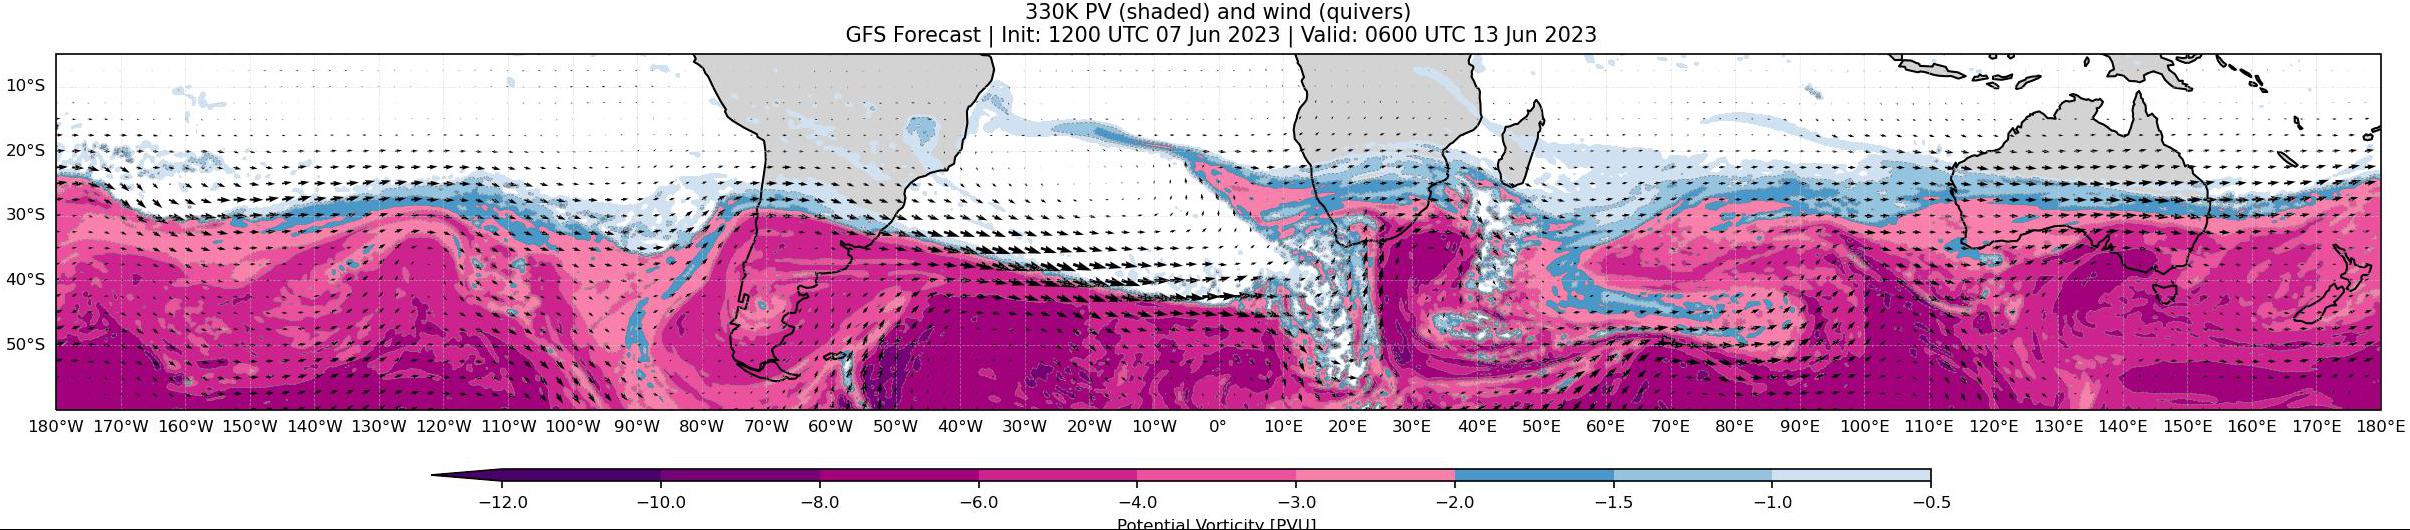 330K PV (shaded) and wind (quivers)
GFS Forecast | Init: 1200 UTC 07 Jun 2023 | Valid: 0600 UTC 13 Jun 2023
10°S
20°S
30°S
40°S
50°S
180°W 170°W 160°W 150°W 140°W 130°W 120°W 110°W 100°W 90°W 80°W 70°W 60°W 50°W 40°W 30°W 20°W 10°W 0° 10°E 20°E 30°E 40°E 50°E 60°E 70°E 80°E 90°E 100°E 110°E 120°E 130°E 140°E 150°E 160°E 170°E 180°E
−12.0 −10.0 −8.0 −6.0 −4.0 −3.0 −2.0 −1.5 −1.0 −0.5
Potential Vorticity [PVU]